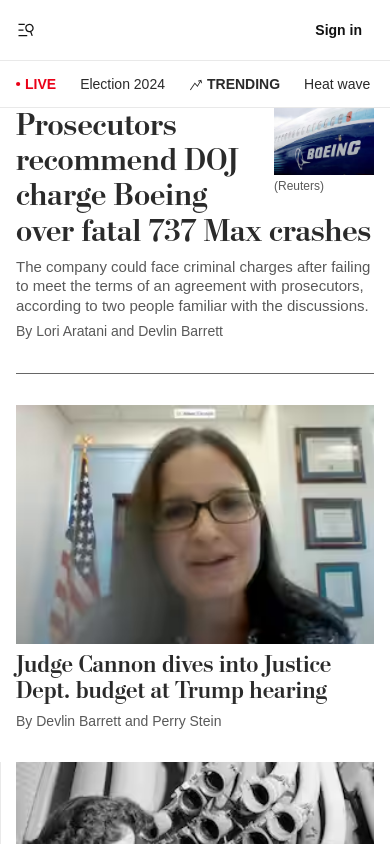 Sign in
LIVE
Election 2024
TRENDING
Heat wave
Prosecutors
recommend DOJ
charge Boeing
over fatal 737 Max crashes
BOEING
(Reuters)
The company could face criminal charges after failing
to meet the terms of an agreement with prosecutors,
according to two people familiar with the discussions.
By Lori Aratani and Devlin Barrett
Judge Cannon dives into Justice
Dept. budget at Trump hearing
By Devlin Barrett and Perry Stein